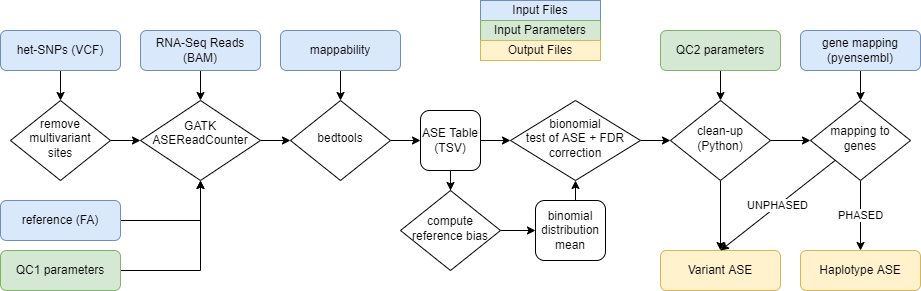 Input Files
Input Parameters
Output Files
het-SNPs (VCF)
RNA-Seq Reads
(BAM)
mappability
QC2 parameters
gene mapping
(pyensembl)
remove
multivariant
sites
GATK
ASEReadCounter
bedtools
ASE Table
(TSV)
bionomial
test of ASE + FDR
correction
clean-up
(Python)
mapping to
genes
reference (FA)
compute
reference bias
binomial
distribution
mean
UNPHASED
PHASED
QC1 parameters
Variant ASE
Haplotype ASE